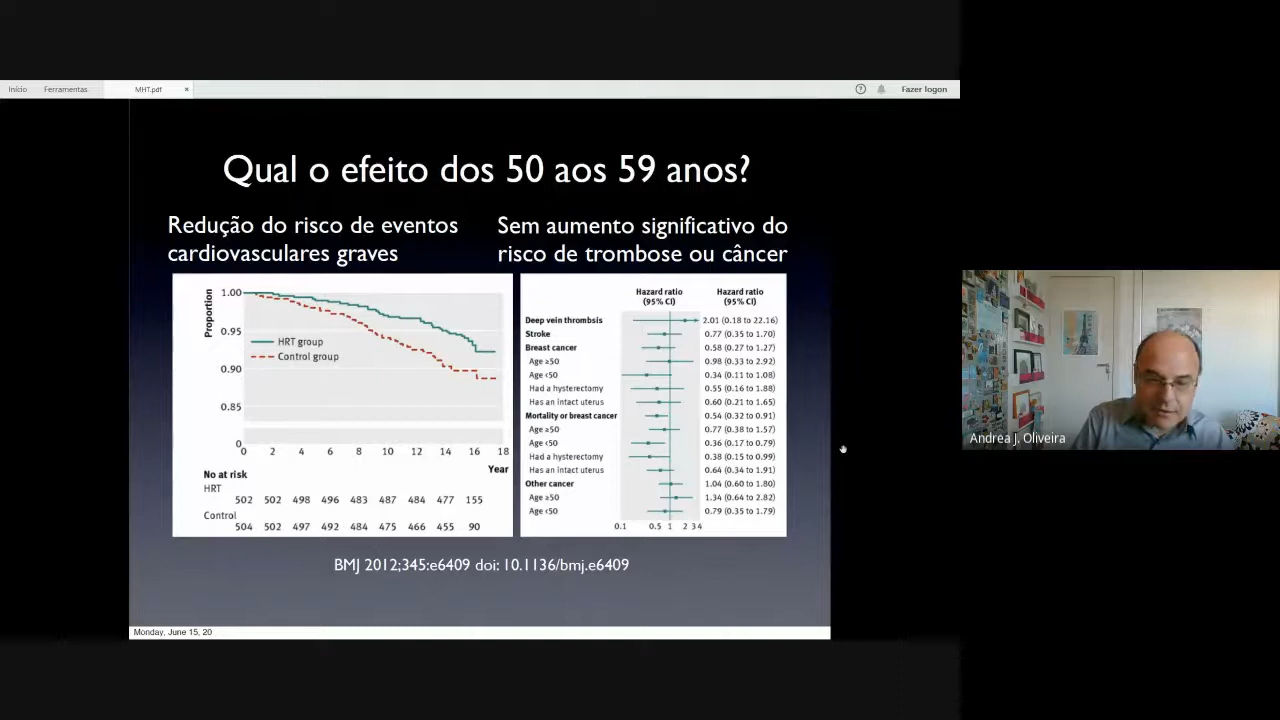 Início Ferramentas MHT.pdf × ? Fazer logon
Qual o efeito dos 50 aos 59 anos?
Redução do risco de eventos
cardiovasculares graves
Sem aumento significativo do
risco de trombose ou câncer
Proportion
1.00
0.95
0.90
0.85
0
HRT group
Control group
0 2 4 6 8 10 12 14 16 18
Year
No at risk
HRT
502 502 498 496 483 487 484 477 155
Control
504 502 497 492 484 475 466 455 90
Hazard ratio Hazard ratio
(95% CI) (95% CI)
Deep vein thrombsis 2.01 (0.18 to 22.16)
Stroke 0.77 (0.35 to 1.70)
Breast cancer 0.58 (0.27 to 1.27)
Age ≥50 0.98 (0.33 to 2.92)
Age <50 0.34 (0.11 to 1.08)
Had a hysterectomy 0.55 (0.16 to 1.88)
Has an intact uterus 0.60 (0.21 to 1.65)
Mortality or breast cancer 0.54 (0.32 to 0.91)
Age ≥50 0.77 (0.38 to 1.57)
Age <50 0.36 (0.17 to 0.79)
Had a hysterectomy 0.38 (0.15 to 0.99)
Has an intact uterus 0.64 (0.34 to 1.91)
Other cancer 1.04 (0.60 to 1.80)
Age ≥50 1.34 (0.64 to 2.82)
Age <50 0.79 (0.35 to 1.79)
0.1 0.5 1 2 3 4
BMJ 2012;345:e6409 doi: 10.1136/bmj.e6409
Monday, June 15, 20
Andrea J. Oliveira